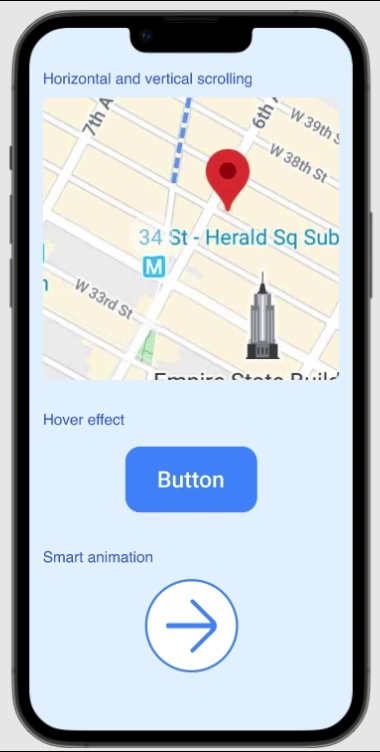 Horizontal and vertical scrolling
7th A
6th A
W 39th S
W 38th St
34 St - Herald Sq Sub
M
n
W 33rd St
Empire State Build
Hover effect
Button
Smart animation